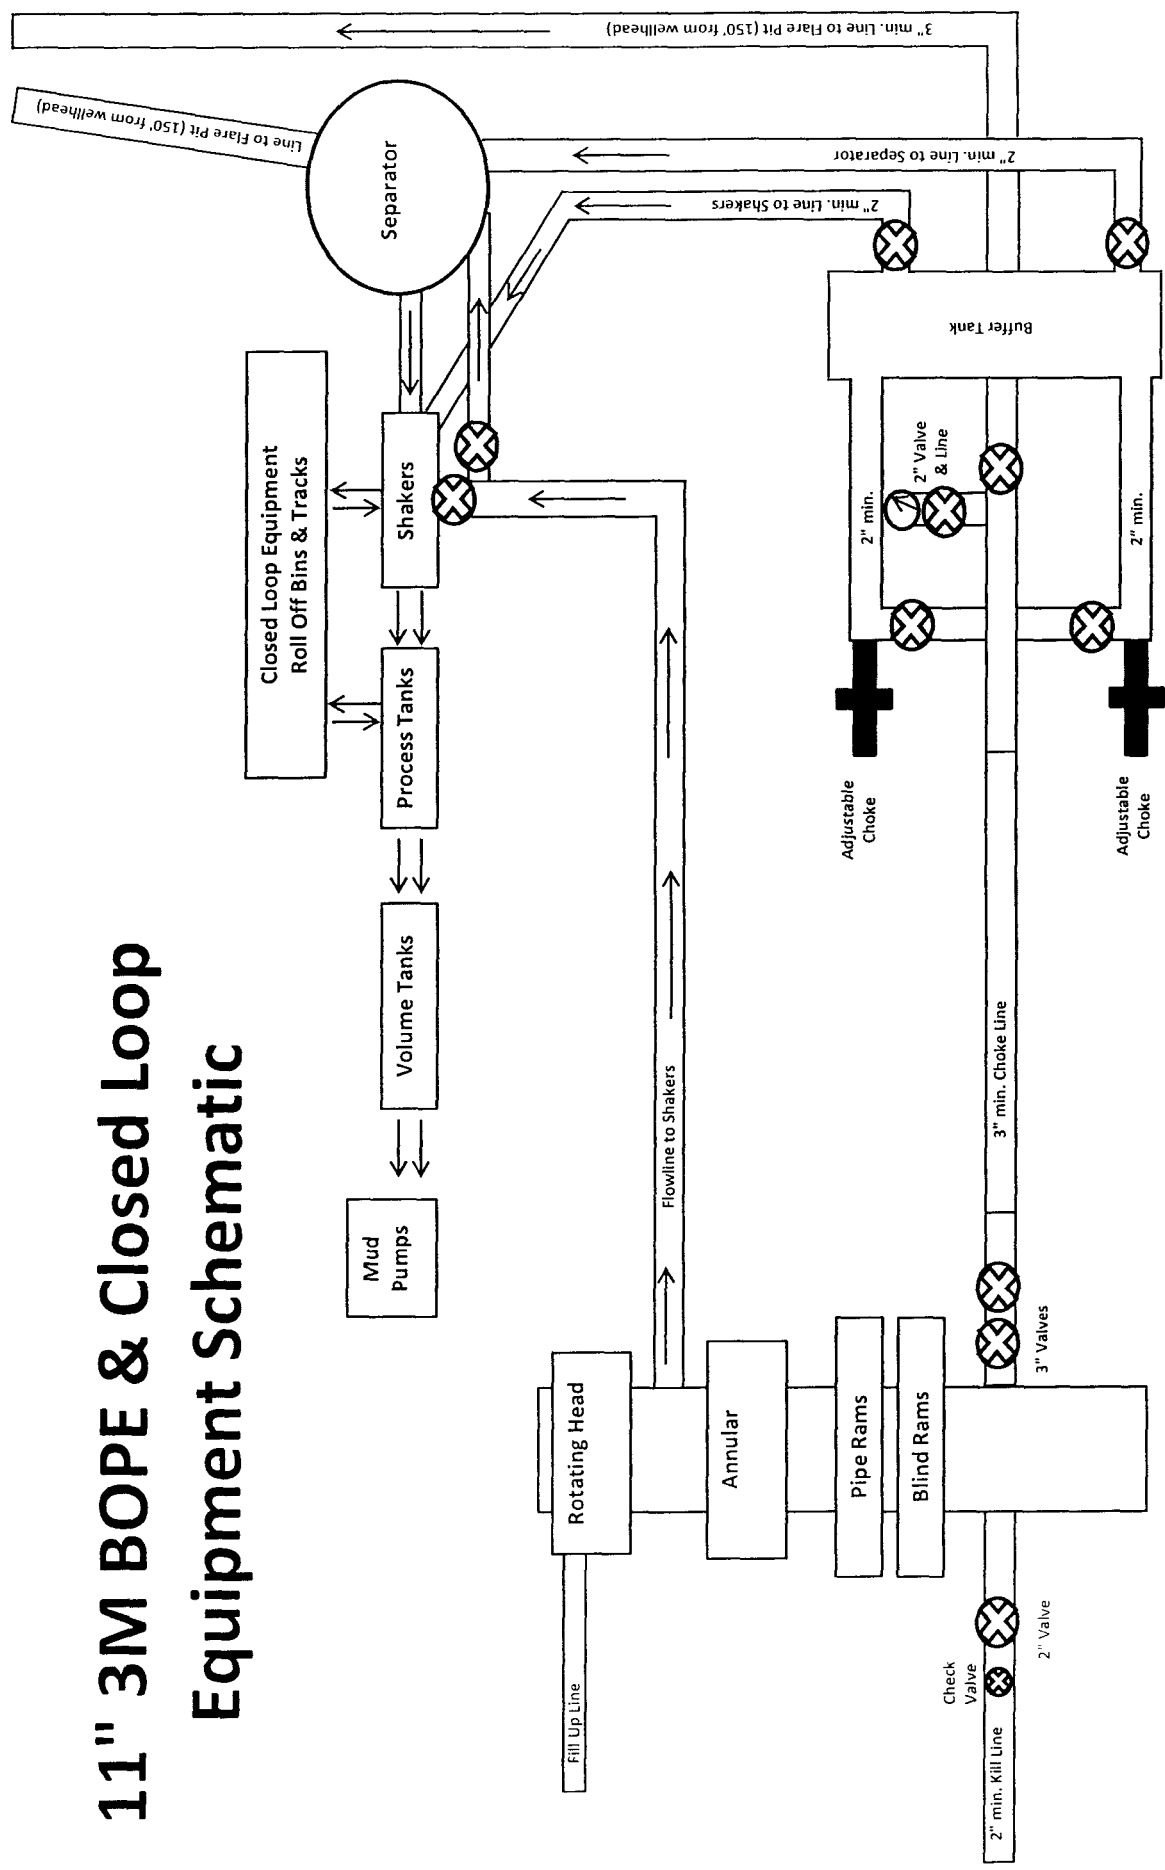 11" 3M BOPE & Closed Loop
Equipment Schematic
Mud
Pumps
Volume Tanks
Process Tanks
Shakers
Closed Loop Equipment
Roll Off Bins & Tracks
Separator
Line to Flare Pit (150' from wellhead)
3" min. Line to Flare Pit (150' from wellhead)
2" min. Line to Separator
2" min. Line to Shakers
Fill Up Line
Rotating Head
Flowline to Shakers
Annular
Pipe Rams
Blind Rams
2" min. Kill Line
Check
Valve
2" Valve
3" Valves
3" min. Choke Line
Adjustable
Choke
Adjustable
Choke
2" min.
2" Valve
& Line
2" min.
Buffer Tank